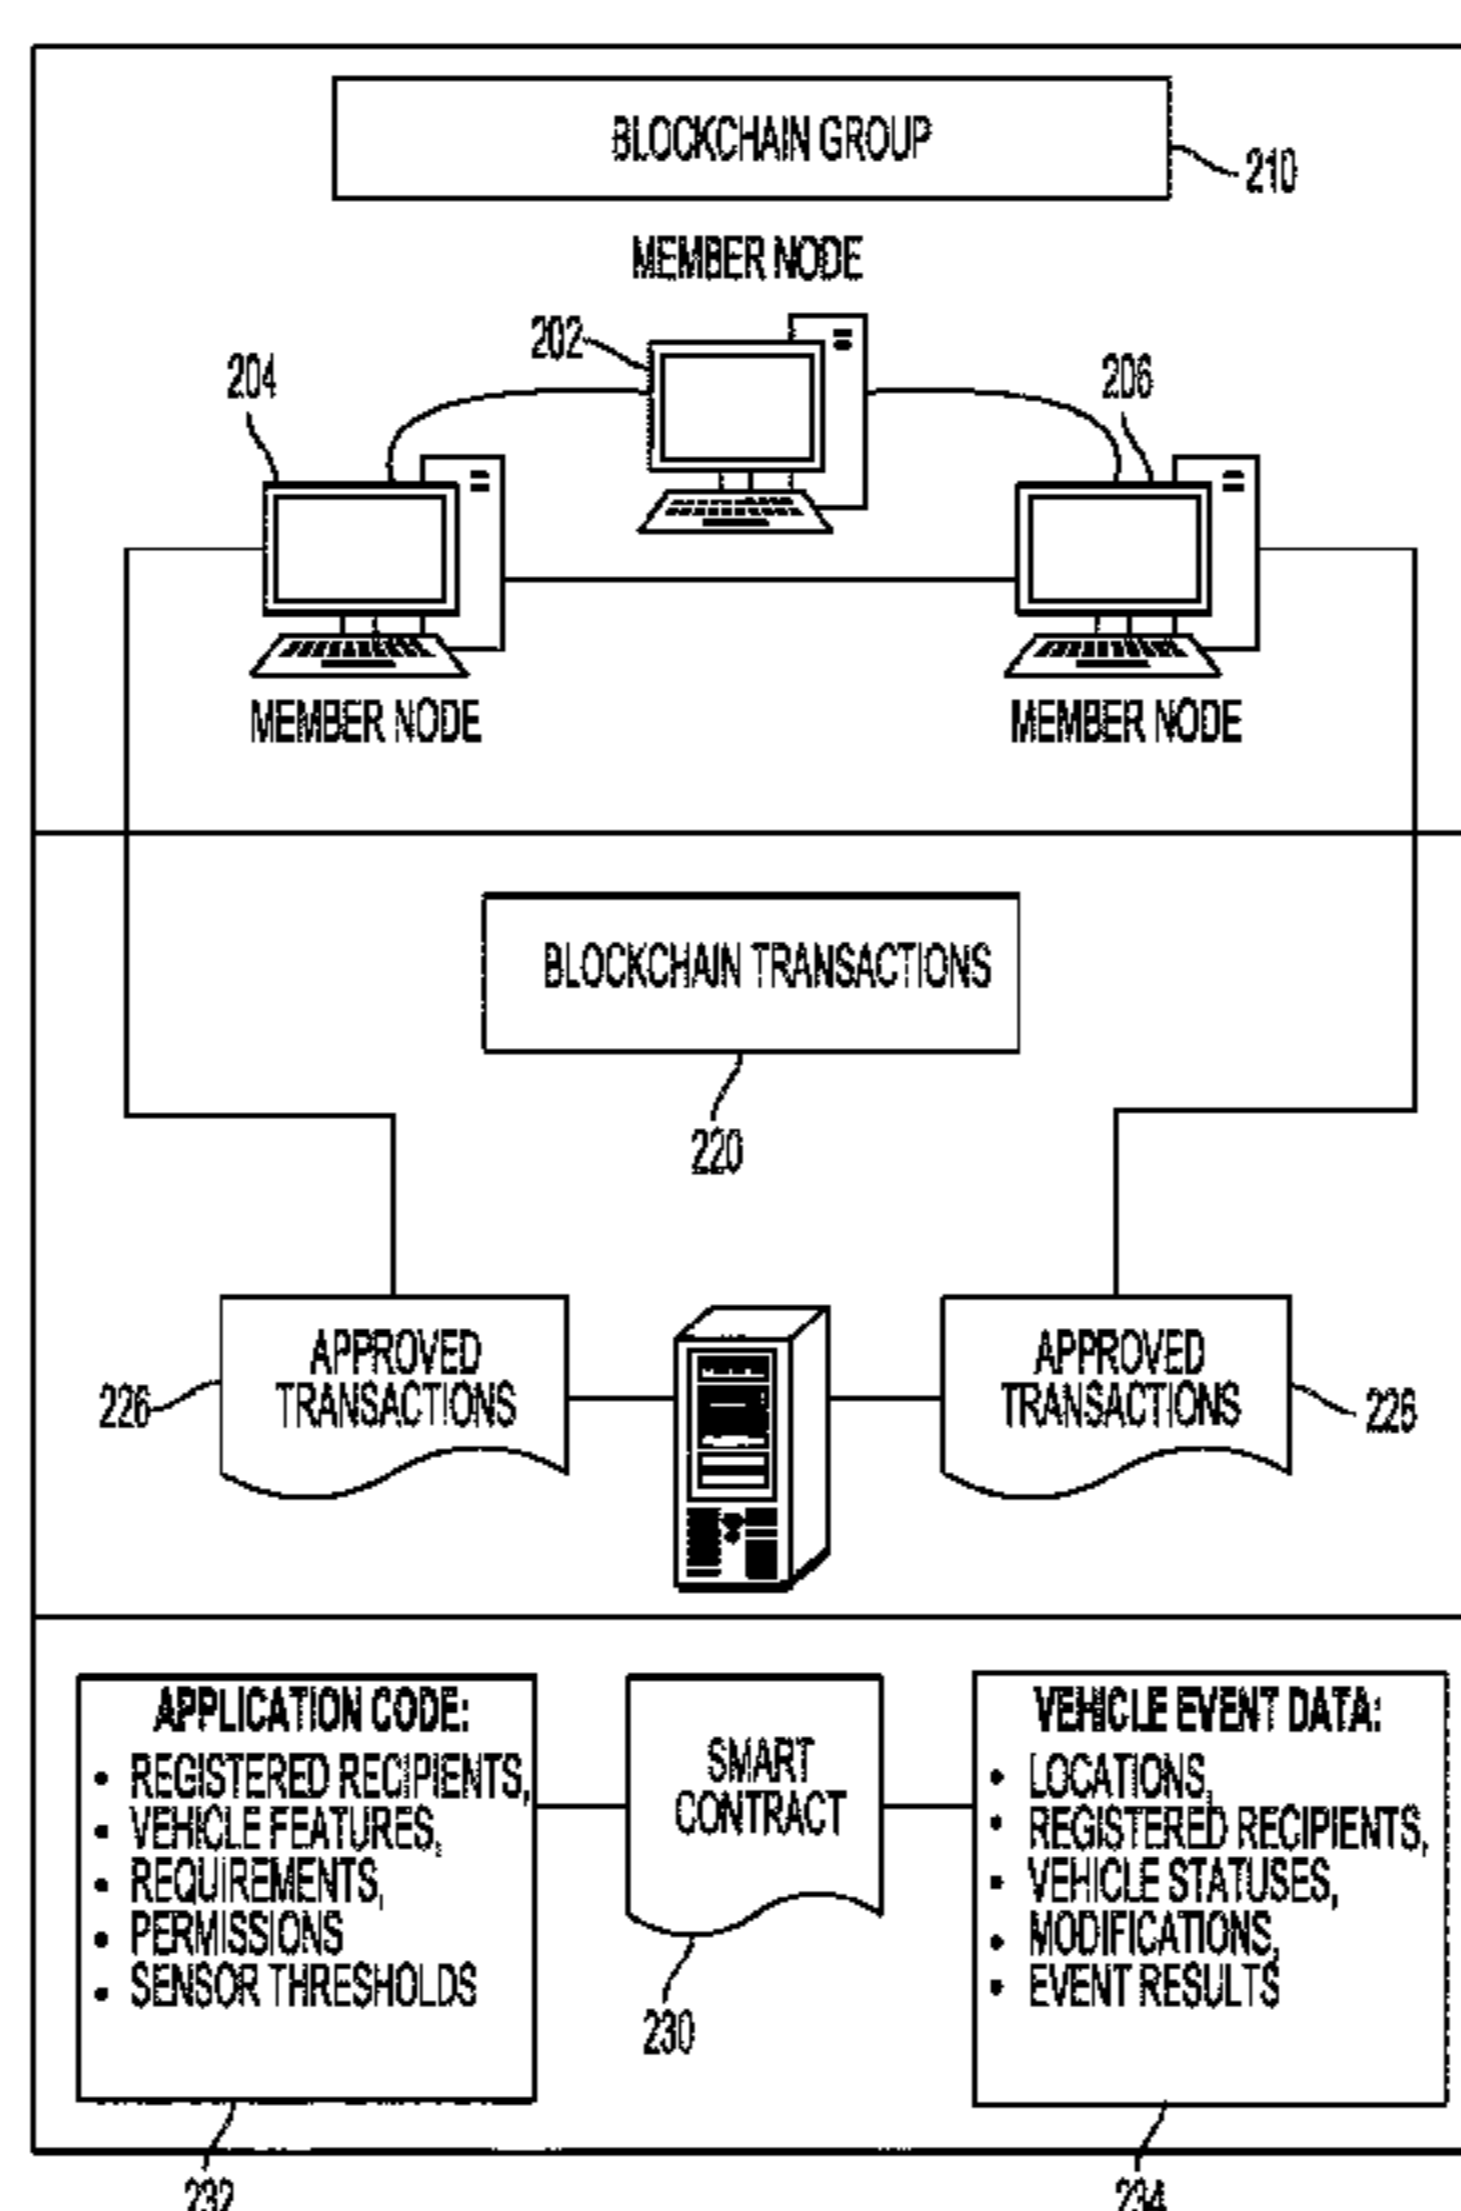 BLOCKCHAIN GROUP
210
MEMBER NODE
202
204
206
MEMBER NODE
MEMBER NODE
BLOCKCHAIN TRANSACTIONS
220
APPROVED
TRANSACTIONS
226
APPROVED
TRANSACTIONS
226
APPLICATION CODE:
• REGISTERED RECIPIENTS,
• VEHICLE FEATURES,
• REQUIREMENTS,
• PERMISSIONS
• SENSOR THRESHOLDS
SMART
CONTRACT
230
VEHICLE EVENT DATA:
• LOCATIONS,
• REGISTERED RECIPIENTS,
• VEHICLE STATUSES,
• MODIFICATIONS,
• EVENT RESULTS
232
234